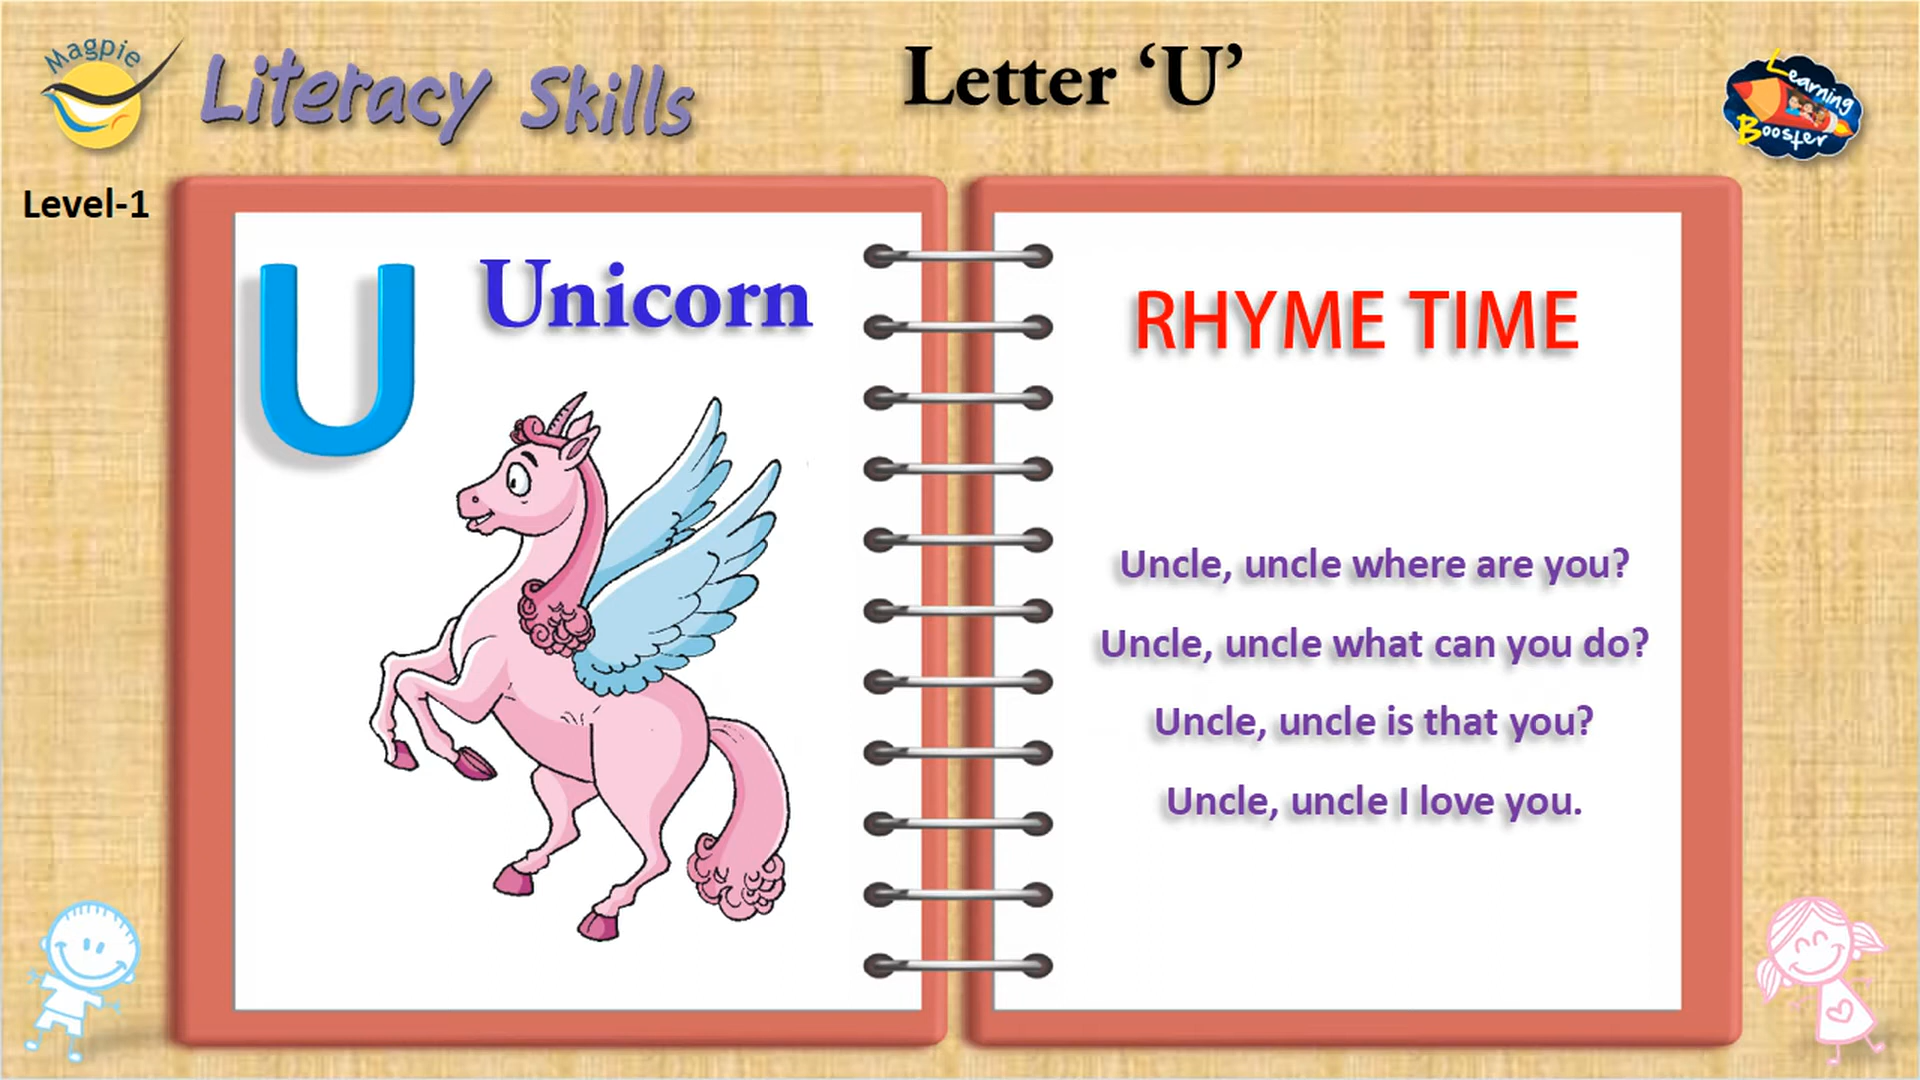 Magpie
Literacy Skills
Letter ‘U’
Learning
Booster
Level-1
U
Unicorn
RHYME TIME
Uncle, uncle where are you?
Uncle, uncle what can you do?
Uncle, uncle is that you?
Uncle, uncle I love you.